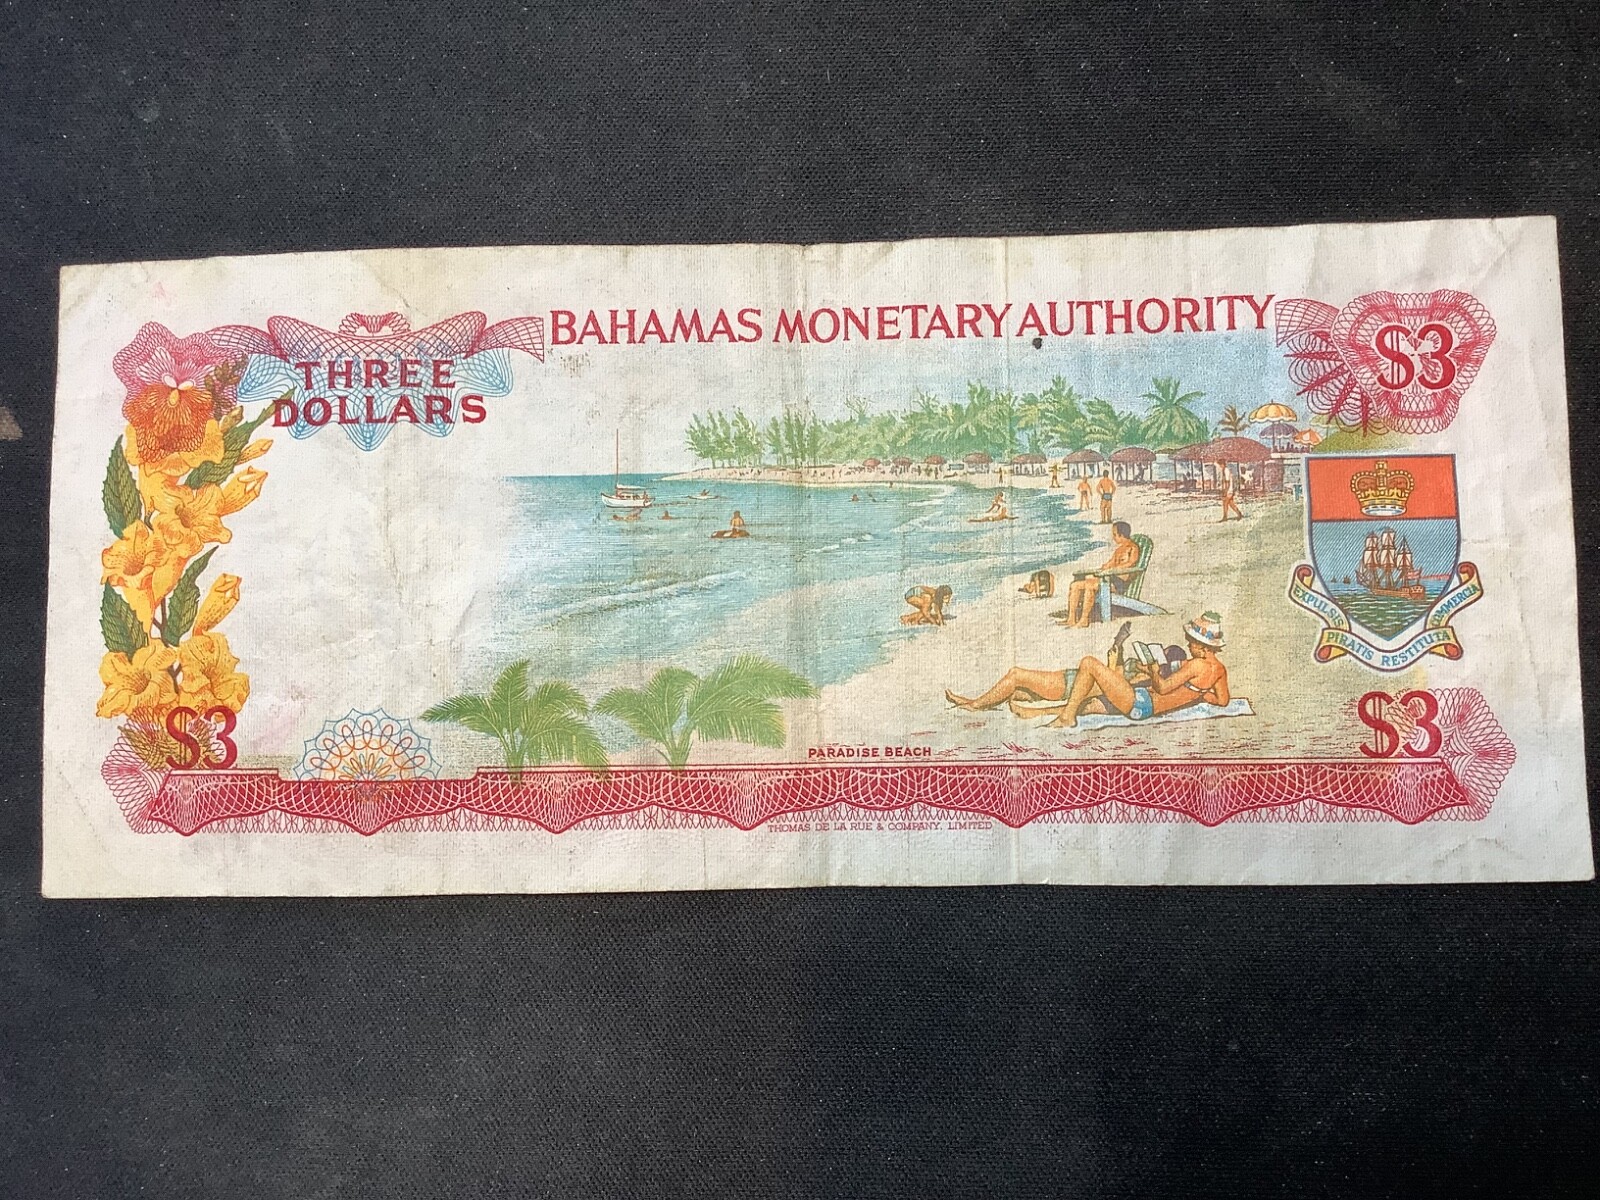 BAHAMAS MONETARY AUTHORITY
$3
THREE
DOLLARS
EXPULSIS
PIRATIS
RESTITUTA
COMMERCIA
$3
$3
PARADISE BEACH
THOMAS DE LA RUE & COMPANY, LIMITED